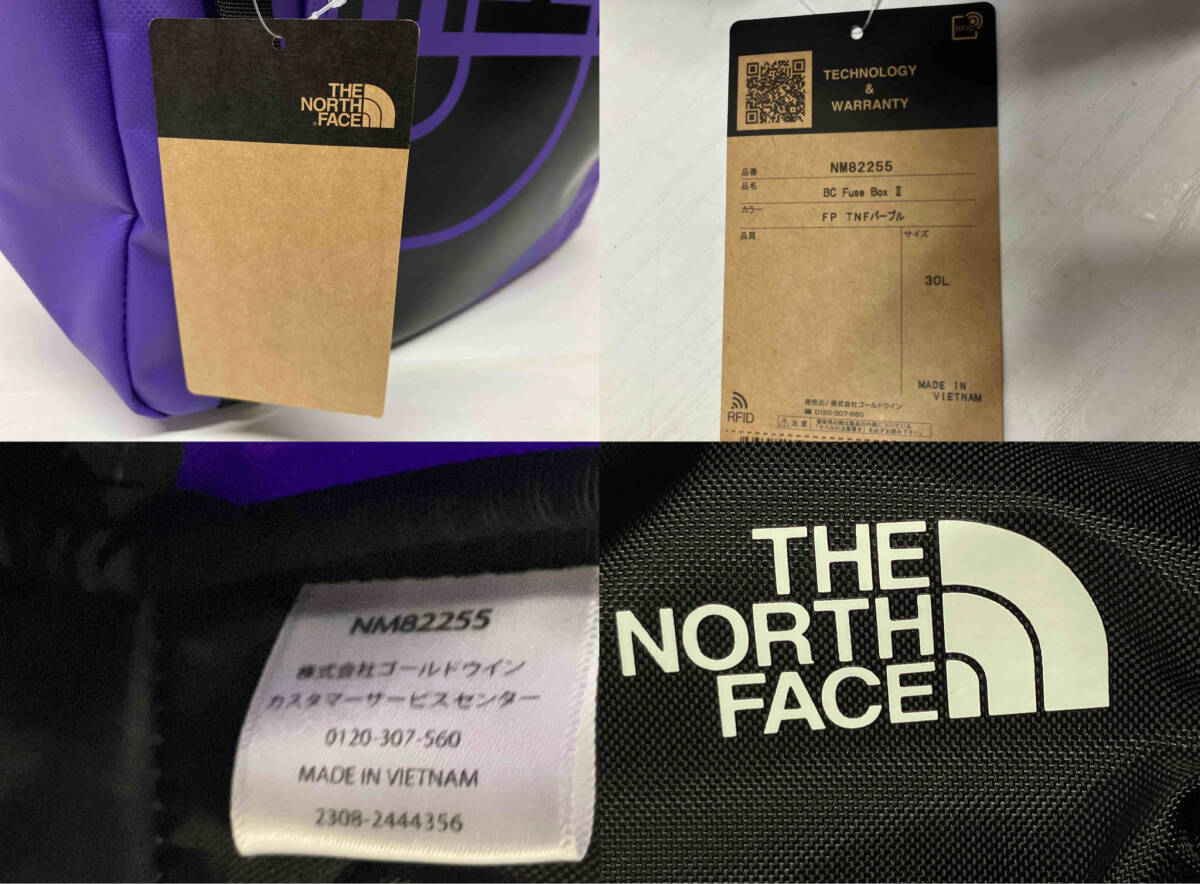 THE
NORTH
FACE
RFID
TECHNOLOGY
&
WARRANTY
品番 NM82255
品名 BC Fuse Box Ⅱ
カラー FP TNFパープル
品質 サイズ
30L
MADE IN
VIETNAM
RFID
発売元/株式会社ゴールドウイン
0120-307-560
注意
NM82255
株式会社ゴールドウイン
カスタマーサービスセンター
0120-307-560
MADE IN VIETNAM
2308-2444356
THE
NORTH
FACE